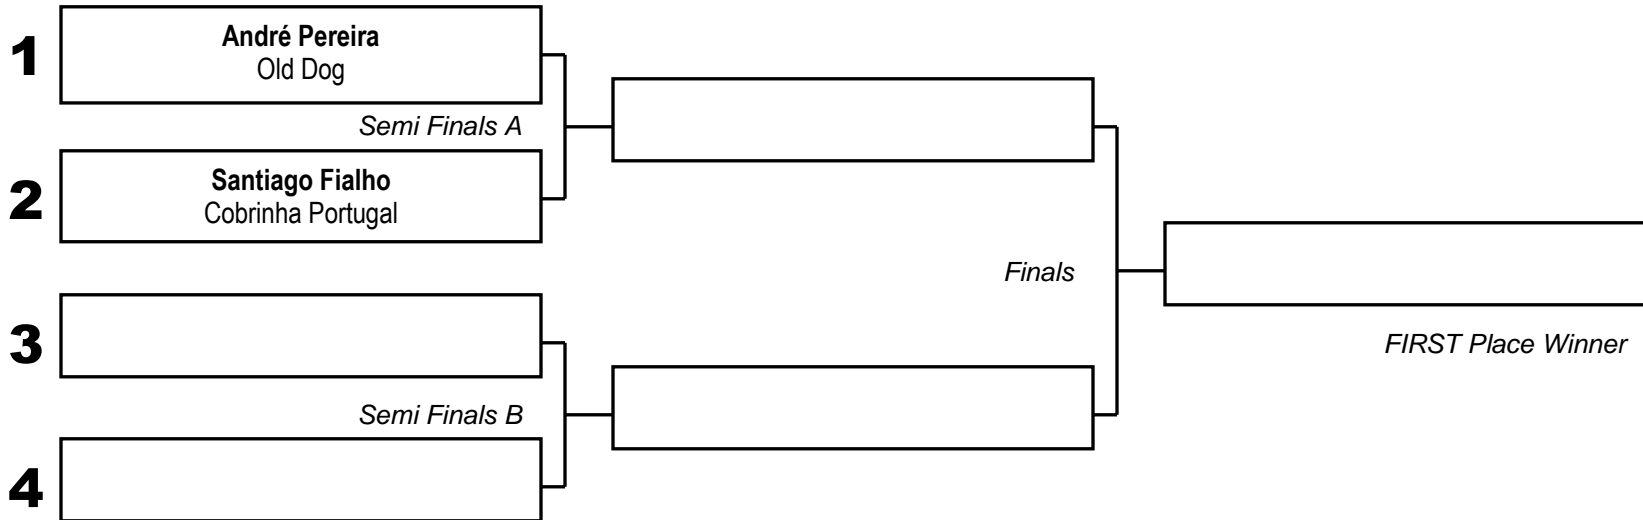 1
André Pereira
Old Dog
Semi Finals A
2
Santiago Fialho
Cobrinha Portugal
Finals
FIRST Place Winner
3
Semi Finals B
4